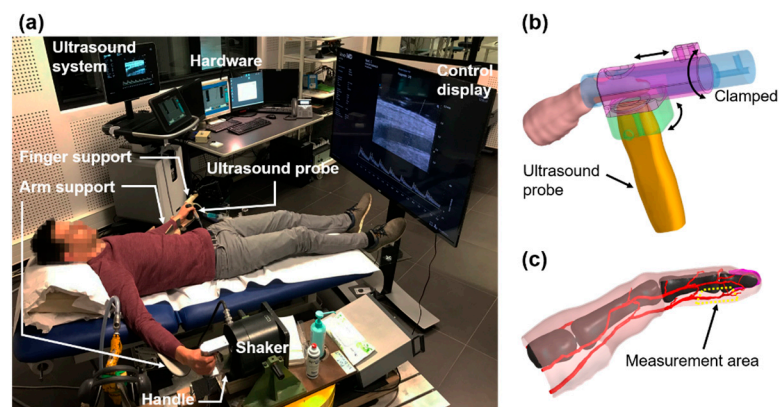 (a)
Ultrasound
system
Hardware
Control
display
Finger support
Ultrasound probe
Arm support
Shaker
Handle
(b)
Clamped
Ultrasound
probe
(c)
Measurement area